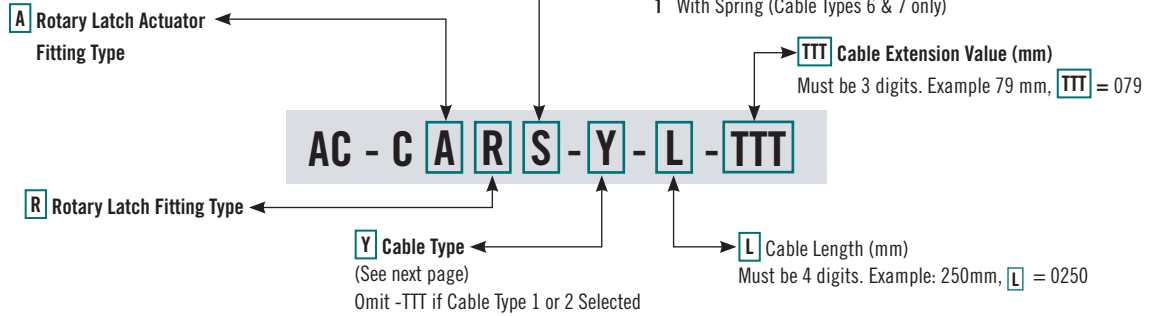 1 With Spring (Cable Types 6 & 7 only)
A Rotary Latch Actuator
Fitting Type
TTT Cable Extension Value (mm)
Must be 3 digits. Example 79 mm, TTT = 079
AC - C A R S - Y - L - TTT
R Rotary Latch Fitting Type
Y Cable Type
(See next page)
Omit -TTT if Cable Type 1 or 2 Selected
L Cable Length (mm)
Must be 4 digits. Example: 250mm, L = 0250